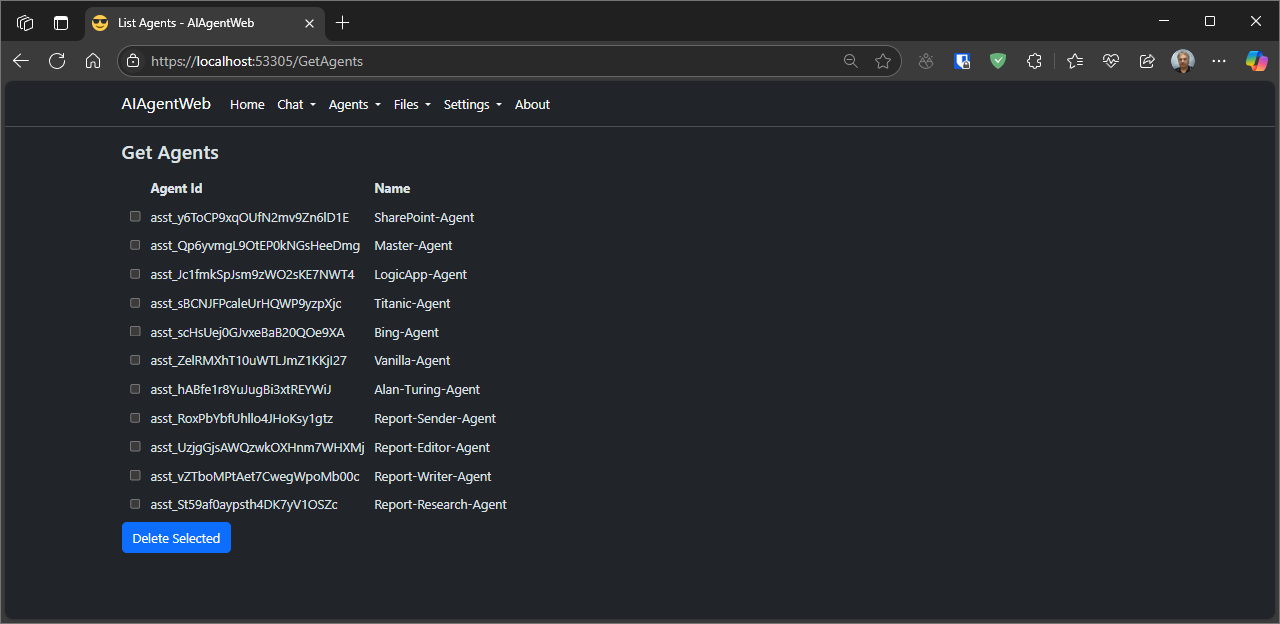 List Agents - AIAgentWeb
https://localhost:53305/GetAgents
AIAgentWeb Home Chat Agents Files Settings About
Get Agents
Agent Id Name
asst_y6ToCP9xqOUfN2mv9Zn6lD1E SharePoint-Agent
asst_Qp6yvmgL9OtEP0kNGsHeeDmg Master-Agent
asst_Jc1fmkSpJsm9zWO2sKE7NWT4 LogicApp-Agent
asst_sBCNJFPcaleUrHQWP9yzpXjc Titanic-Agent
asst_scHsUej0GJvxeBaB20QOe9XA Bing-Agent
asst_ZelRMXhT10uWTLJmZ1KKjI27 Vanilla-Agent
asst_hABfe1r8YuJugBi3xtREYWiJ Alan-Turing-Agent
asst_RoxPbYbfUhllo4JHoKsy1gtz Report-Sender-Agent
asst_UzjgGjsAWQzwkOXHnm7WHXMj Report-Editor-Agent
asst_vZTboMPtAet7CwegWpoMb00c Report-Writer-Agent
asst_St59af0aypsth4DK7yV1OSZc Report-Research-Agent
Delete Selected